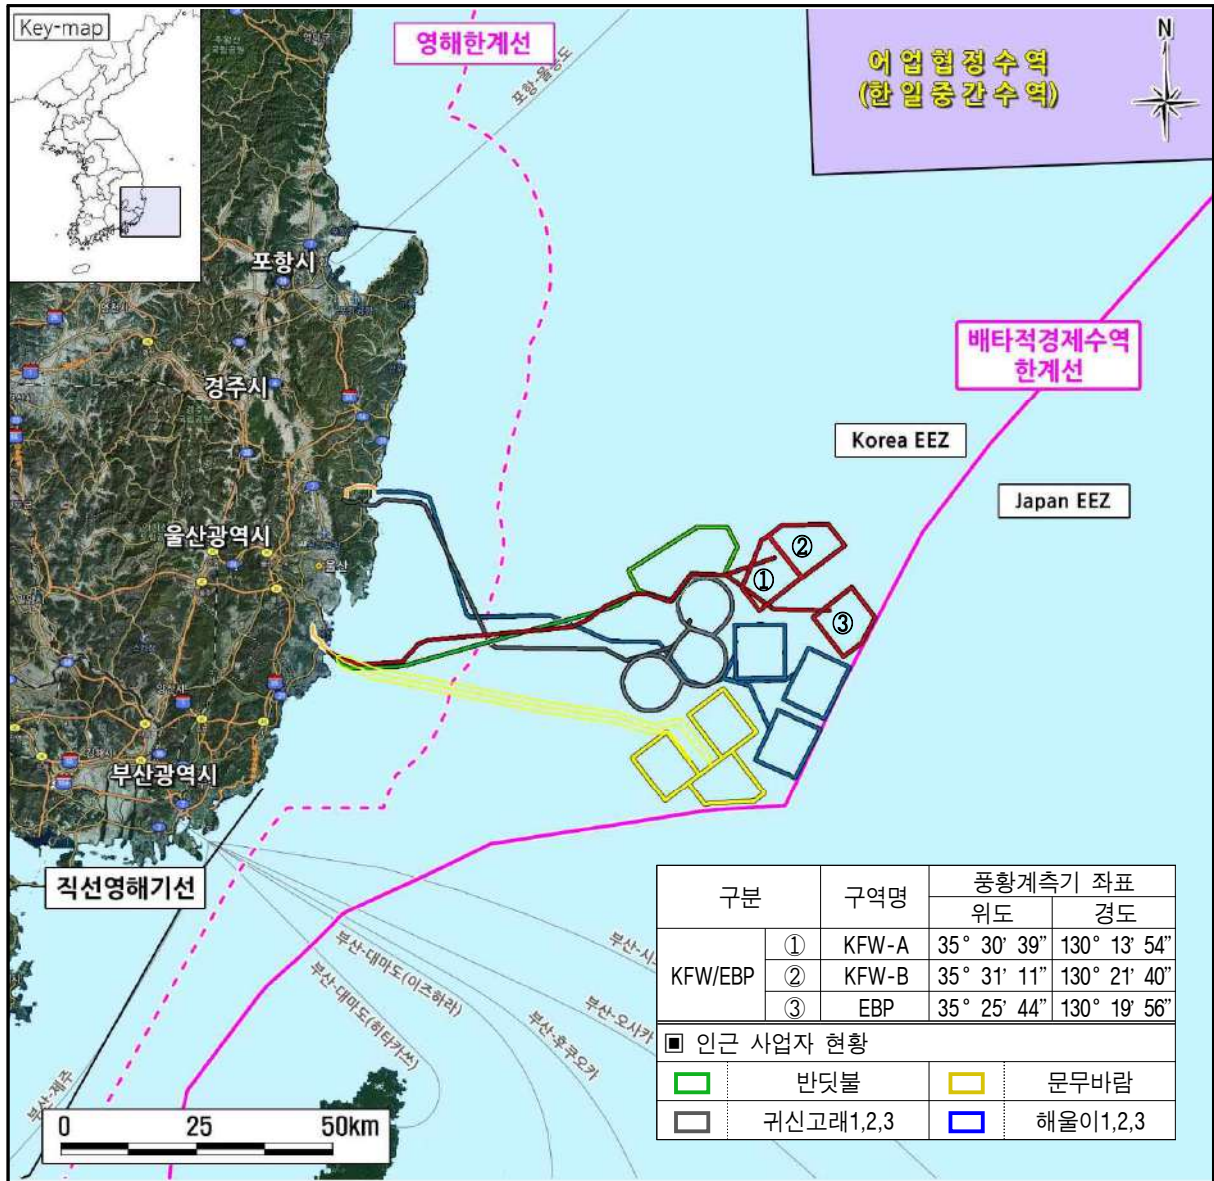 Key-map
영해한계선
포항-울릉도
어업협정수역
(한일중간수역)
N
포항시
배타적경제수역
한계선
경주시
Korea EEZ
Japan EEZ
울산광역시
울산
②
①
③
부산광역시
직선영해기선
부산-대마도(이즈하라)
부산-대마도(히타카쓰)
부산-시모
부산-오사카
부산-후쿠오카
부산-제주
0 25 50km
구분 구역명 풍황계측기 좌표
위도 경도
KFW/EBP ① KFW-A 35° 30’ 39” 130° 13’ 54”
② KFW-B 35° 31’ 11” 130° 21’ 40”
③ EBP 35° 25’ 44” 130° 19’ 56”
▣ 인근 사업자 현황
반딧불 문무바람
귀신고래1,2,3 해울이1,2,3